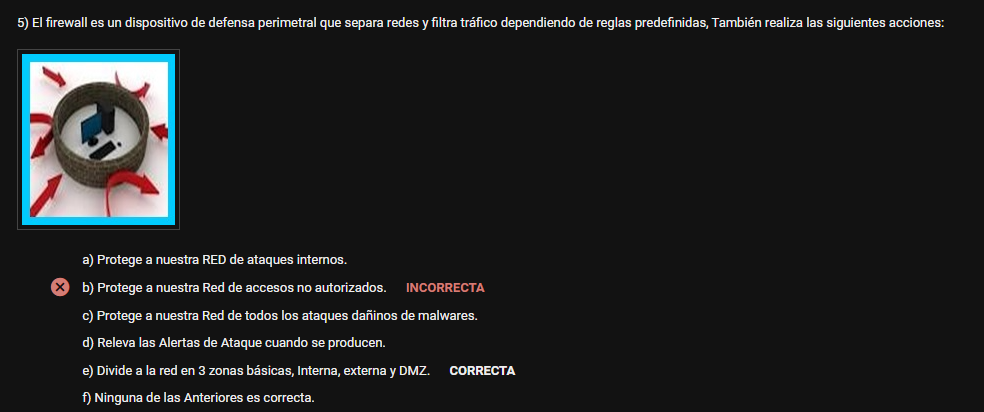 5) El firewall es un dispositivo de defensa perimetral que separa redes y filtra tráfico dependiendo de reglas predefinidas, También realiza las siguientes acciones:
a) Protege a nuestra RED de ataques internos.
b) Protege a nuestra Red de accesos no autorizados. INCORRECTA
c) Protege a nuestra Red de todos los ataques dañinos de malwares.
d) Releva las Alertas de Ataque cuando se producen.
e) Divide a la red en 3 zonas básicas, Interna, externa y DMZ. CORRECTA
f) Ninguna de las Anteriores es correcta.